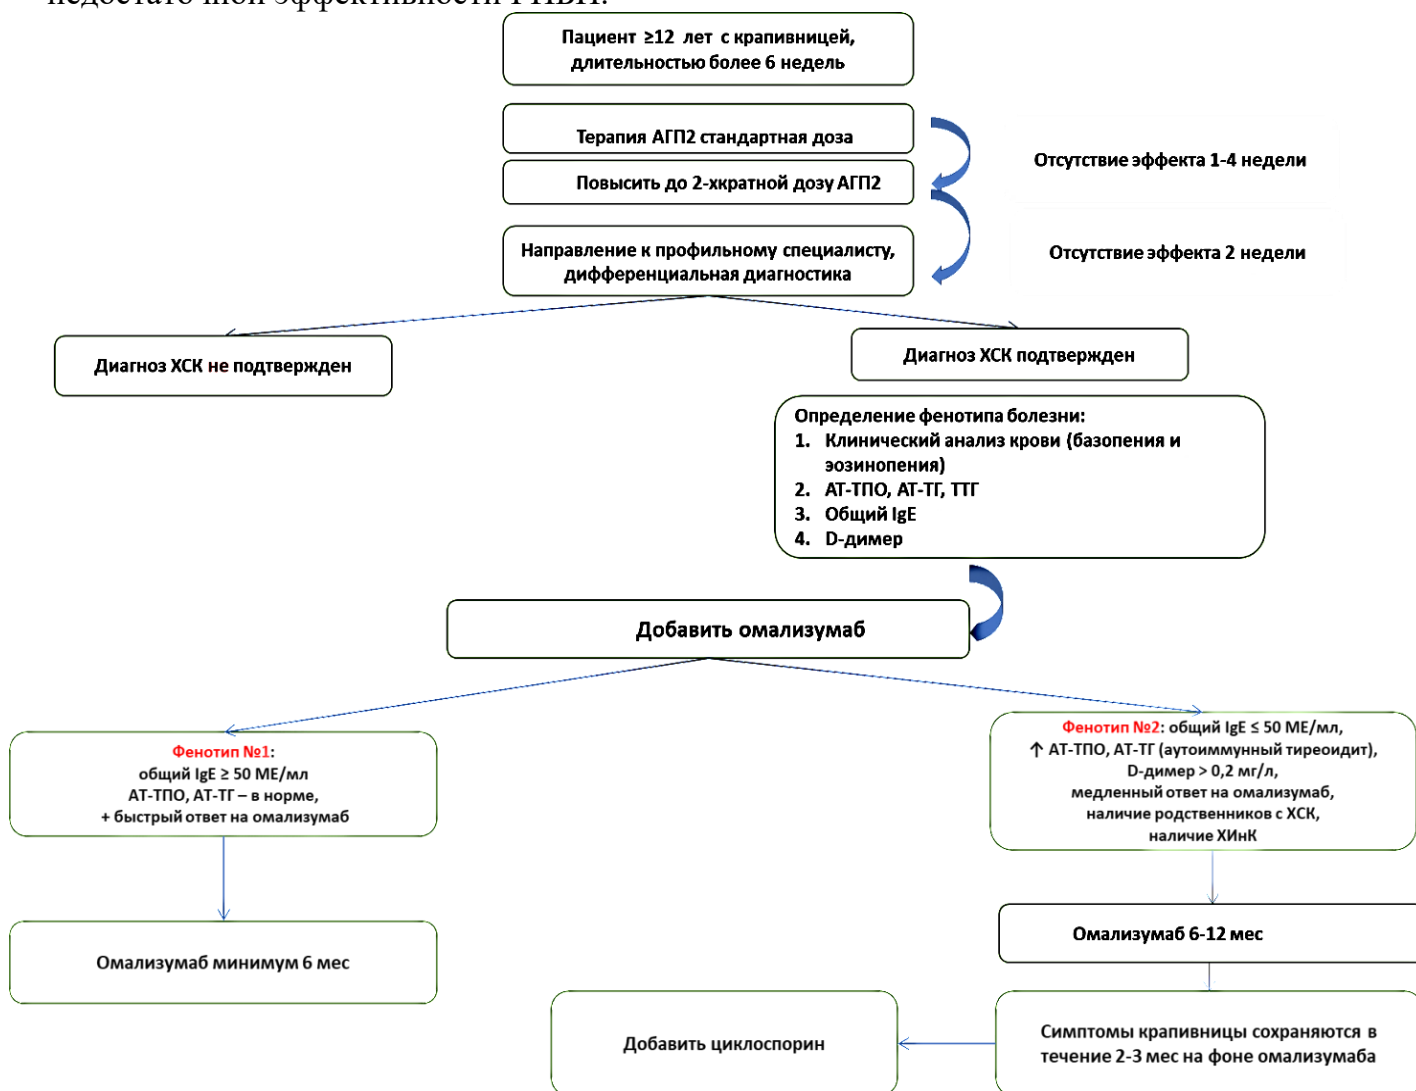 недостаточной эффективности ГИБП.
Пациент ≥12 лет с крапивницей,
длительностью более 6 недель
Терапия АГП2 стандартная доза
Отсутствие эффекта 1-4 недели
Повысить до 2-хкратной дозу АГП2
Направление к профильному специалисту,
дифференциальная диагностика
Отсутствие эффекта 2 недели
Диагноз ХСК не подтвержден
Диагноз ХСК подтвержден
Определение фенотипа болезни:
1. Клинический анализ крови (базопения и
эозинопения)
2. АТ-ТПО, АТ-ТГ, ТТГ
3. Общий IgE
4. D-димер
Добавить омализумаб
Фенотип №1:
общий IgE ≥ 50 МЕ/мл
АТ-ТПО, АТ-ТГ – в норме,
+ быстрый ответ на омализумаб
Фенотип №2: общий IgE ≤ 50 МЕ/мл,
↑ АТ-ТПО, АТ-ТГ (аутоиммунный тиреоидит),
D-димер > 0,2 мг/л,
медленный ответ на омализумаб,
наличие родственников с ХСК,
наличие ХИнК
Омализумаб минимум 6 мес
Омализумаб 6-12 мес
Добавить циклоспорин
Симптомы крапивницы сохраняются в
течение 2-3 мес на фоне омализумаба